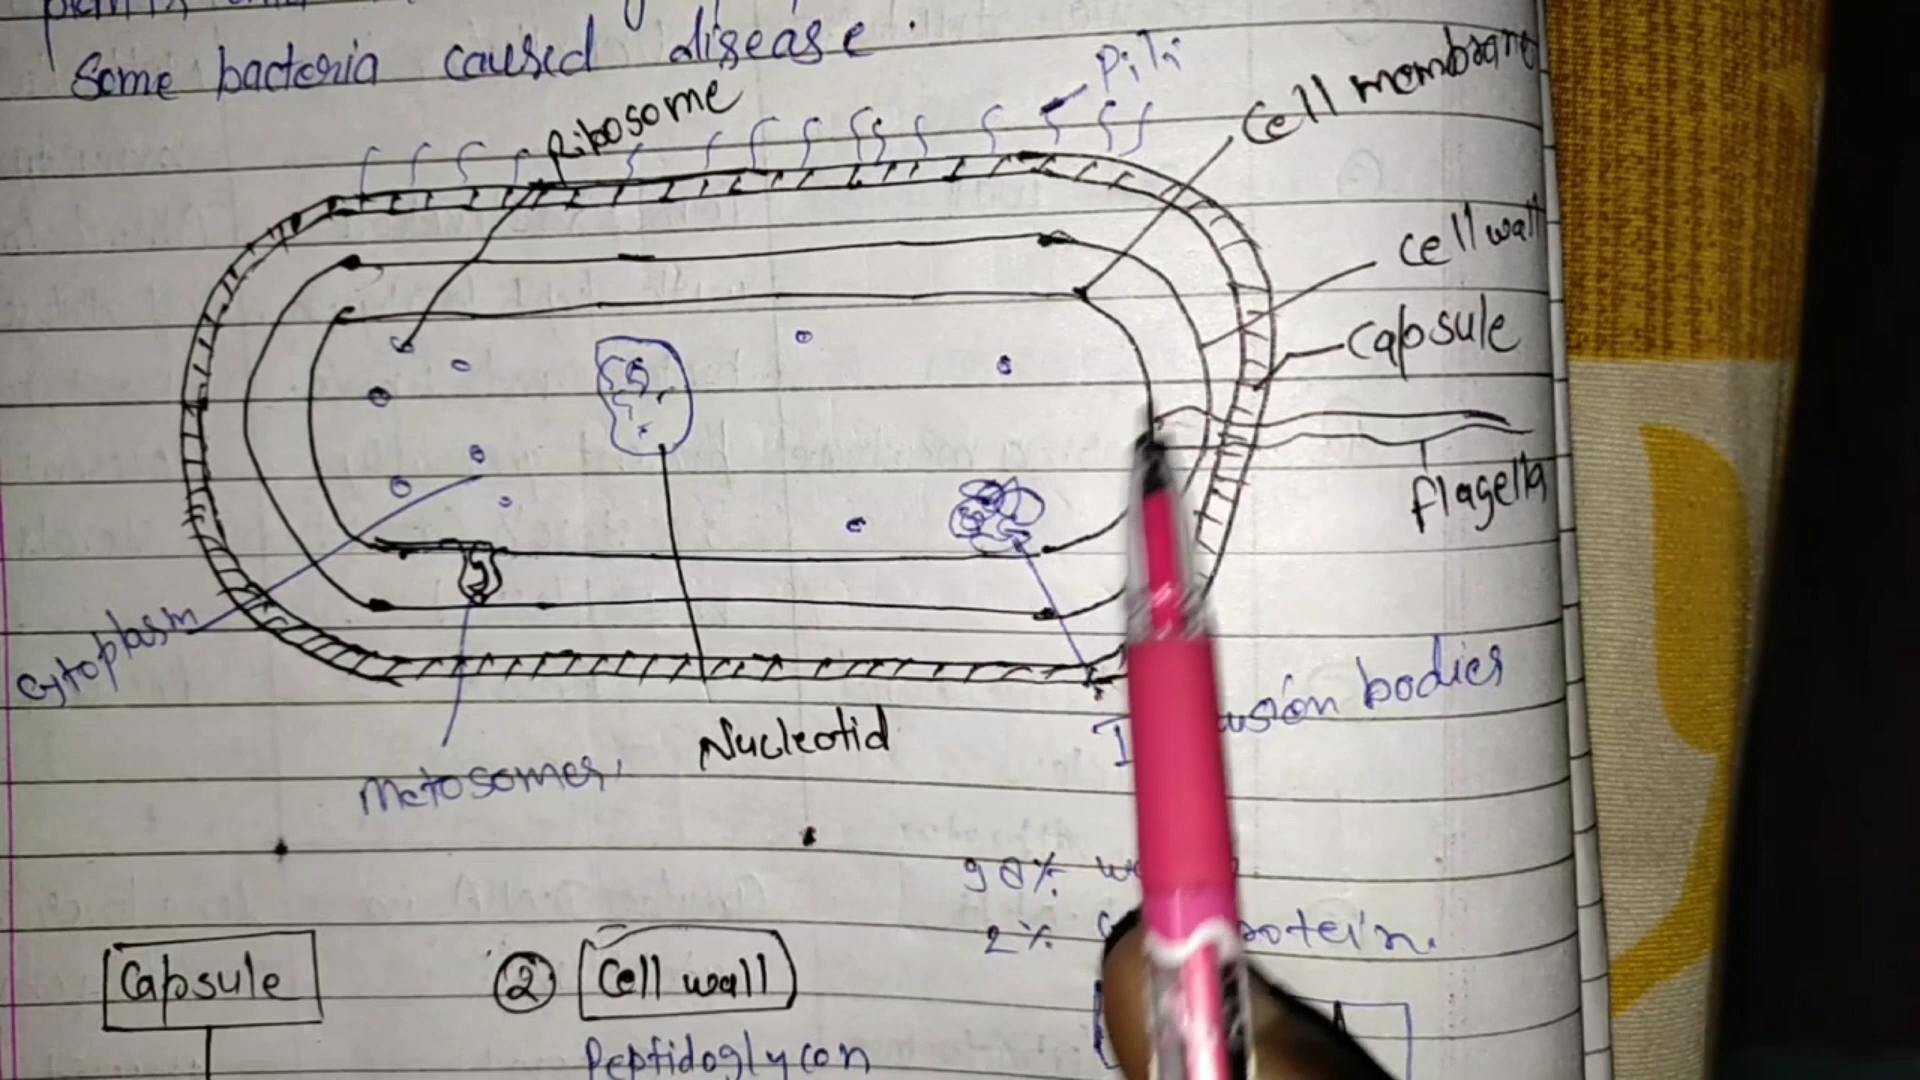 Some bacteria caused disease.
Pili
Ribosome
Cell membrane
Cell wall
Capsule
flagella
Cytoplasm
bodies
Nucleotid
Metosomes,
98%
2%
Capsule
② Cell wall
Peptidoglycon